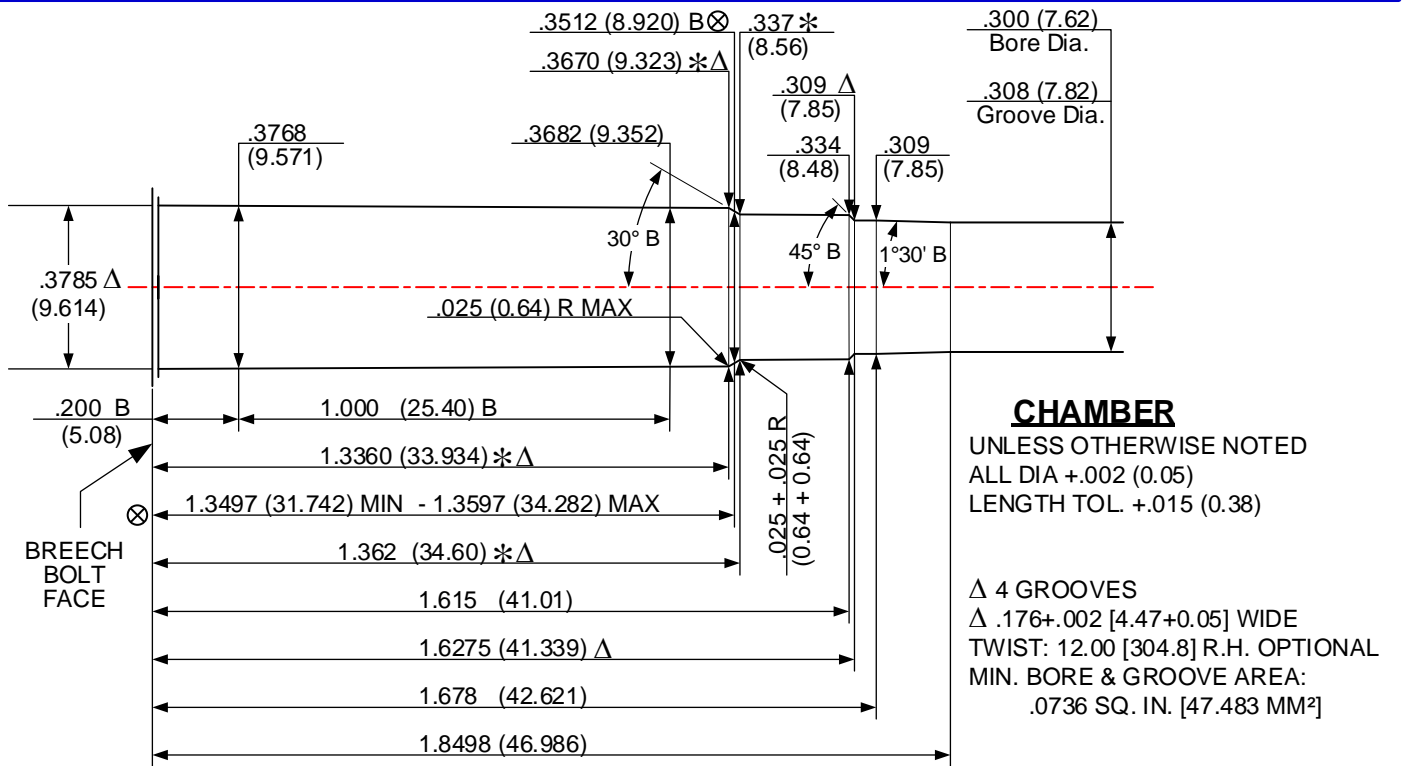 .3512 (8.920) B⊗
.337 ✻
(8.56)
.300 (7.62)
Bore Dia.
.3670 (9.323) ✻Δ
.309 Δ
(7.85)
.308 (7.82)
Groove Dia.
.3768
(9.571)
.3682 (9.352)
.334
(8.48)
.309
(7.85)
30° B
45° B
1°30' B
.3785 Δ
(9.614)
.025 (0.64) R MAX
.200 B
(5.08)
1.000 (25.40) B
.025 + .025 R
(0.64 + 0.64)
1.3360 (33.934) ✻Δ
⊗
1.3497 (31.742) MIN - 1.3597 (34.282) MAX
BREECH
BOLT
FACE
1.362 (34.60) ✻Δ
1.615 (41.01)
1.6275 (41.339) Δ
1.678 (42.621)
1.8498 (46.986)
CHAMBER
UNLESS OTHERWISE NOTED
ALL DIA +.002 (0.05)
LENGTH TOL. +.015 (0.38)
Δ 4 GROOVES
Δ .176+.002 [4.47+0.05] WIDE
TWIST: 12.00 [304.8] R.H. OPTIONAL
MIN. BORE & GROOVE AREA:
.0736 SQ. IN. [47.483 MM²]